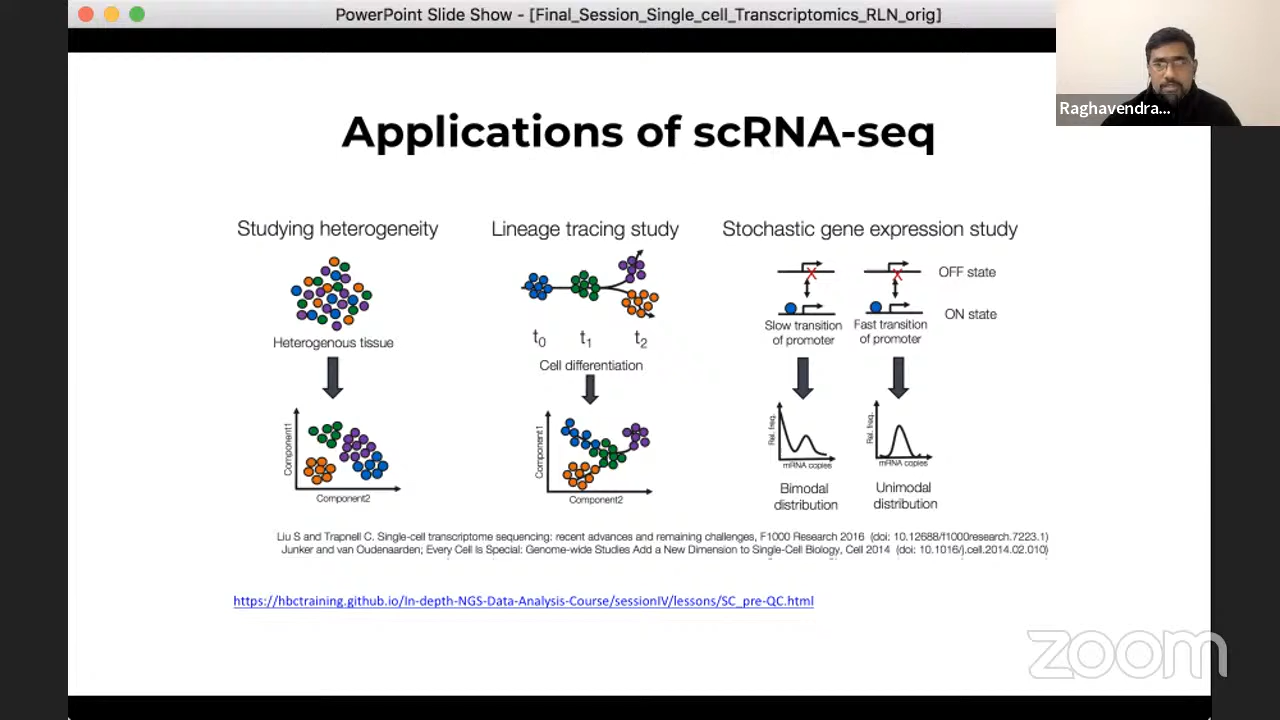 PowerPoint Slide Show - [Final_Session_Single_cell_Transcriptomics_RLN_orig]
Raghavendra...
Applications of scRNA-seq
Studying heterogeneity
Heterogenous tissue
Component1
Component2
Lineage tracing study
t0 t1 t2
Cell differentiation
Component1
Component2
Stochastic gene expression study
OFF state
ON state
Slow transition
of promoter
Fast transition
of promoter
Rel. freq.
mRNA copies
Rel. freq.
mRNA copies
Bimodal
distribution
Unimodal
distribution
Liu S and Trapnell C. Single-cell transcriptome sequencing: recent advances and remaining challenges, F1000 Research 2016 (doi: 10.12688/f1000research.7223.1)
Junker and van Oudenaarden; Every Cell Is Special: Genome-wide Studies Add a New Dimension to Single-Cell Biology, Cell 2014 (doi: 10.1016/j.cell.2014.02.010)
https://hbctraining.github.io/In-depth-NGS-Data-Analysis-Course/sessionIV/lessons/SC_pre-QC.html
zoom